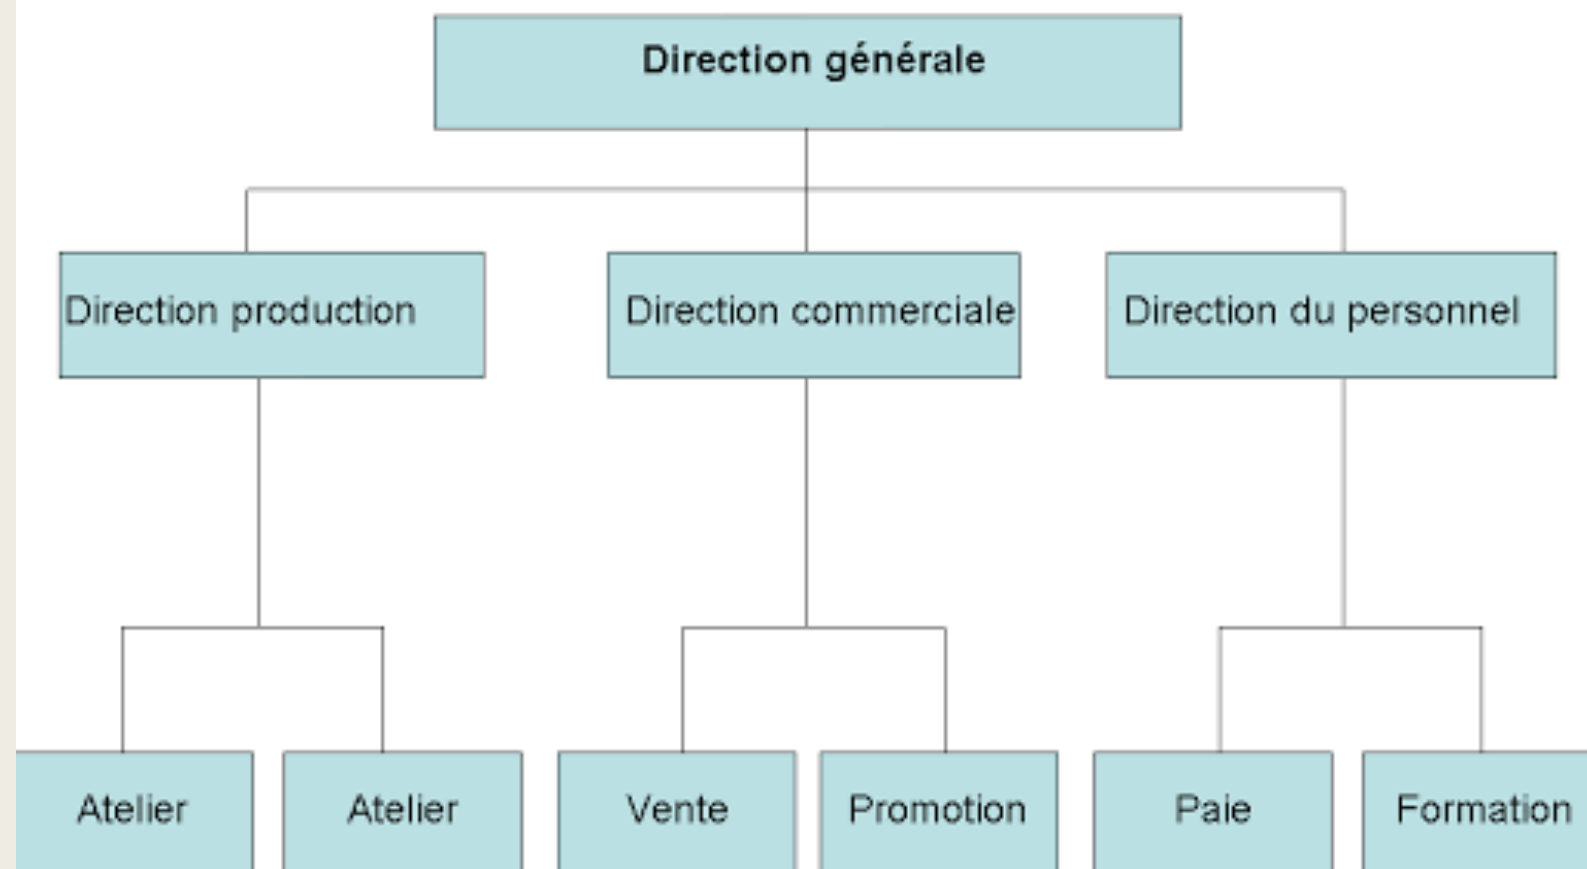 Direction générale
Direction production
Direction commerciale
Direction du personnel
Atelier
Atelier
Vente
Promotion
Paie
Formation